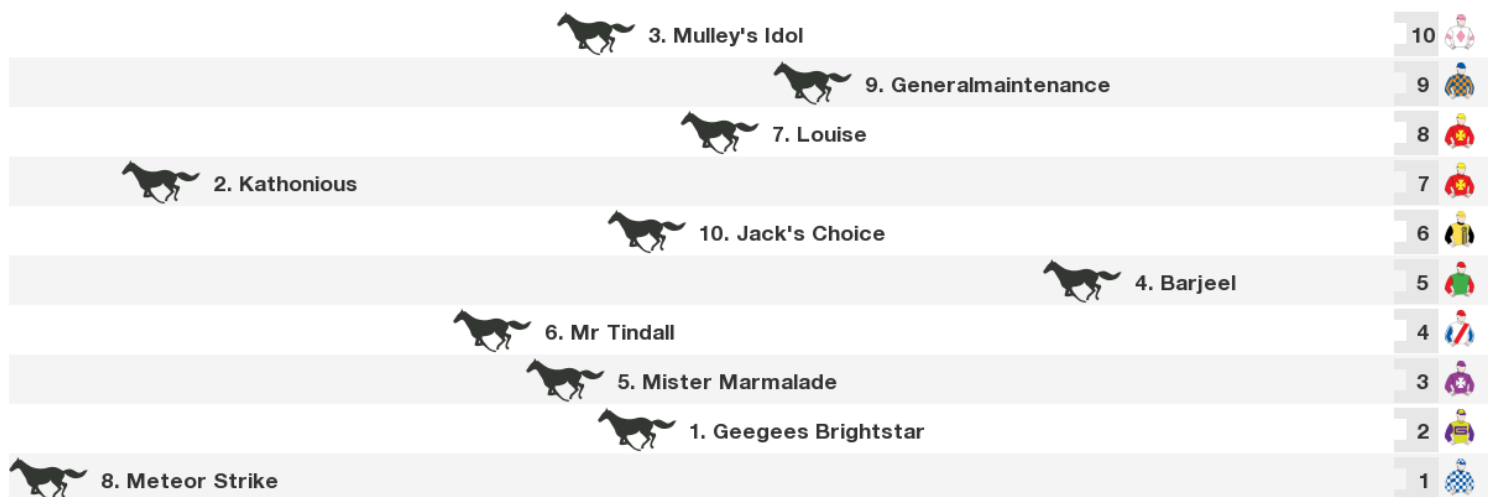 3. Mulley's Idol 10
9. Generalmaintenance 9
7. Louise 8
2. Kathonious 7
10. Jack's Choice 6
4. Barjeel 5
6. Mr Tindall 4
5. Mister Marmalade 3
1. Geegees Brightstar 2
8. Meteor Strike 1